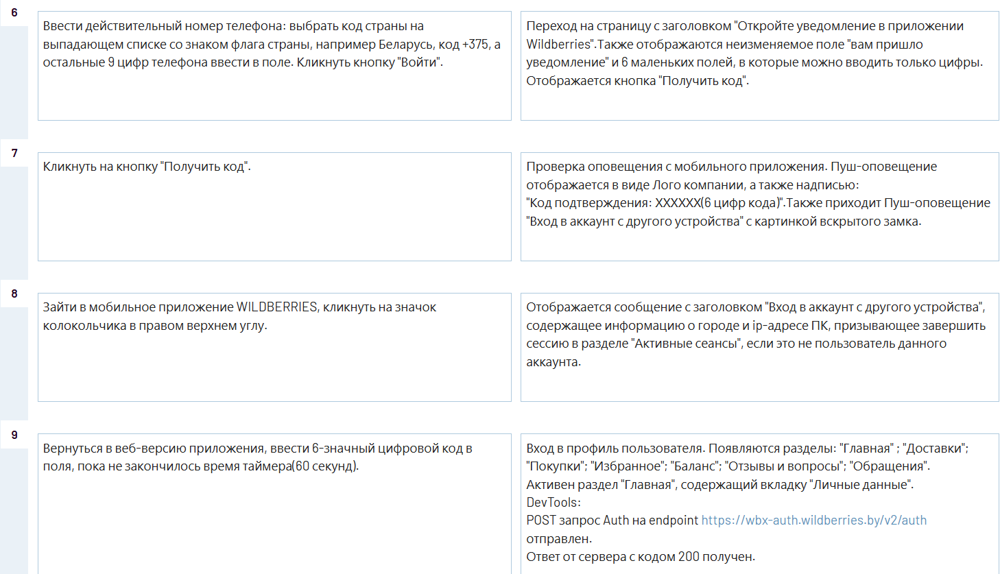 6
Ввести действительный номер телефона: выбрать код страны на
выпадающем списке со знаком флага страны, например Беларусь, код +375, а
остальные 9 цифр телефона ввести в поле. Кликнуть кнопку "Войти".
Переход на страницу с заголовком "Откройте уведомление в приложении
Wildberries".Также отображаются неизменяемое поле "вам пришло
уведомление" и 6 маленьких полей, в которые можно вводить только цифры.
Отображается кнопка "Получить код".
7
Кликнуть на кнопку "Получить код".
Проверка оповещения с мобильного приложения. Пуш-оповещение
отображается в виде Лого компании, а также надписью:
"Код подтверждения: XXXXXX(6 цифр кода)".Также приходит Пуш-оповещение
"Вход в аккаунт с другого устройства" с картинкой вскрытого замка.
8
Зайти в мобильное приложение WILDBERRIES, кликнуть на значок
колокольчика в правом верхнем углу.
Отображается сообщение с заголовком "Вход в аккаунт с другого устройства",
содержащее информацию о городе и ip-адресе ПК, призывающее завершить
сессию в разделе "Активные сеансы", если это не пользователь данного
аккаунта.
9
Вернуться в веб-версию приложения, ввести 6-значный цифровой код в
поля, пока не закончилось время таймера(60 секунд).
Вход в профиль пользователя. Появляются разделы: "Главная" ; "Доставки";
"Покупки"; "Избранное"; "Баланс"; "Отзывы и вопросы"; "Обращения".
Активен раздел "Главная", содержащий вкладку "Личные данные".
DevTools:
POST запрос Auth на endpoint https://wbx-auth.wildberries.by/v2/auth
отправлен.
Ответ от сервера с кодом 200 получен.